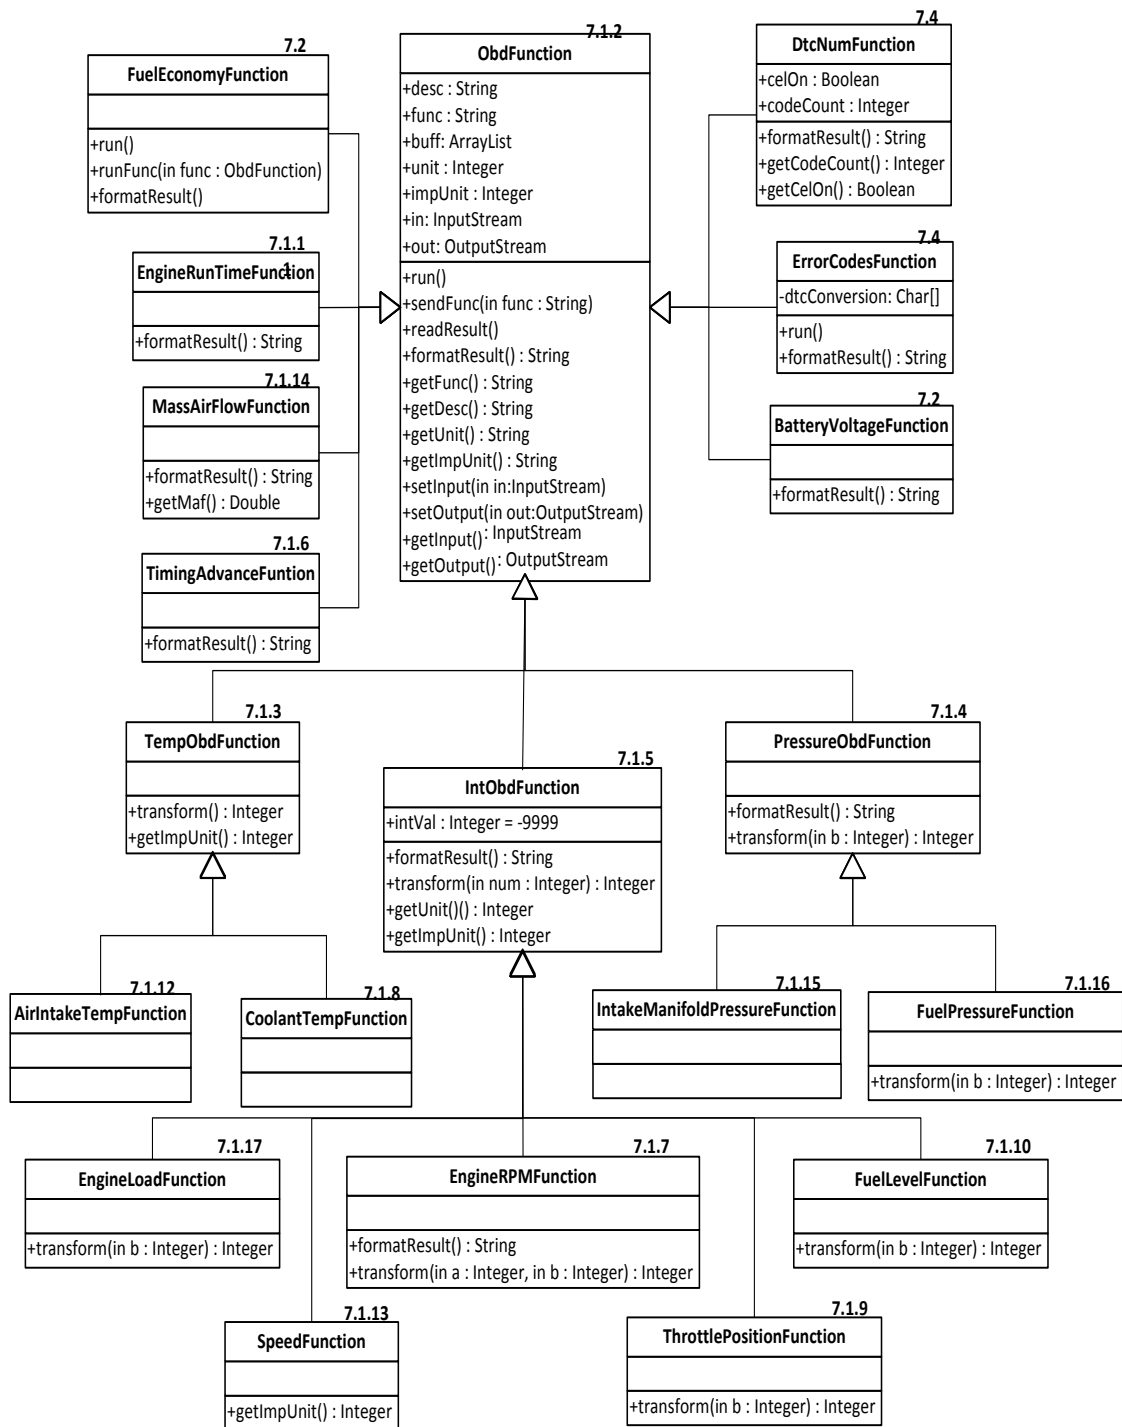 7.2
FuelEconomyFunction
+run()
+runFunc(in func : ObdFunction)
+formatResult()
7.1.1
1
EngineRunTimeFunction
+formatResult() : String
7.1.14
MassAirFlowFunction
+formatResult() : String
+getMaf() : Double
7.1.6
TimingAdvanceFuntion
+formatResult() : String
7.1.2
ObdFunction
+desc : String
+func : String
+buff: ArrayList
+unit : Integer
+impUnit : Integer
+in: InputStream
+out: OutputStream
+run()
+sendFunc(in func : String)
+readResult()
+formatResult() : String
+getFunc() : String
+getDesc() : String
+getUnit() : String
+getImpUnit() : String
+setInput(in in:InputStream)
+setOutput(in out:OutputStream)
+getInput() : InputStream
+getOutput() : OutputStream
7.4
DtcNumFunction
+celOn : Boolean
+codeCount : Integer
+formatResult() : String
+getCodeCount() : Integer
+getCelOn() : Boolean
7.4
ErrorCodesFunction
-dtcConversion: Char[]
+run()
+formatResult() : String
7.2
BatteryVoltageFunction
+formatResult() : String
7.1.3
TempObdFunction
+transform() : Integer
+getImpUnit() : Integer
7.1.5
IntObdFunction
+intVal : Integer = -9999
+formatResult() : String
+transform(in num : Integer) : Integer
+getUnit()() : Integer
+getImpUnit() : Integer
7.1.4
PressureObdFunction
+formatResult() : String
+transform(in b : Integer) : Integer
7.1.12
AirIntakeTempFunction
7.1.8
CoolantTempFunction
7.1.15
IntakeManifoldPressureFunction
7.1.16
FuelPressureFunction
+transform(in b : Integer) : Integer
7.1.17
EngineLoadFunction
+transform(in b : Integer) : Integer
7.1.7
EngineRPMFunction
+formatResult() : String
+transform(in a : Integer, in b : Integer) : Integer
7.1.10
FuelLevelFunction
+transform(in b : Integer) : Integer
7.1.13
SpeedFunction
+getImpUnit() : Integer
7.1.9
ThrottlePositionFunction
+transform(in b : Integer) : Integer